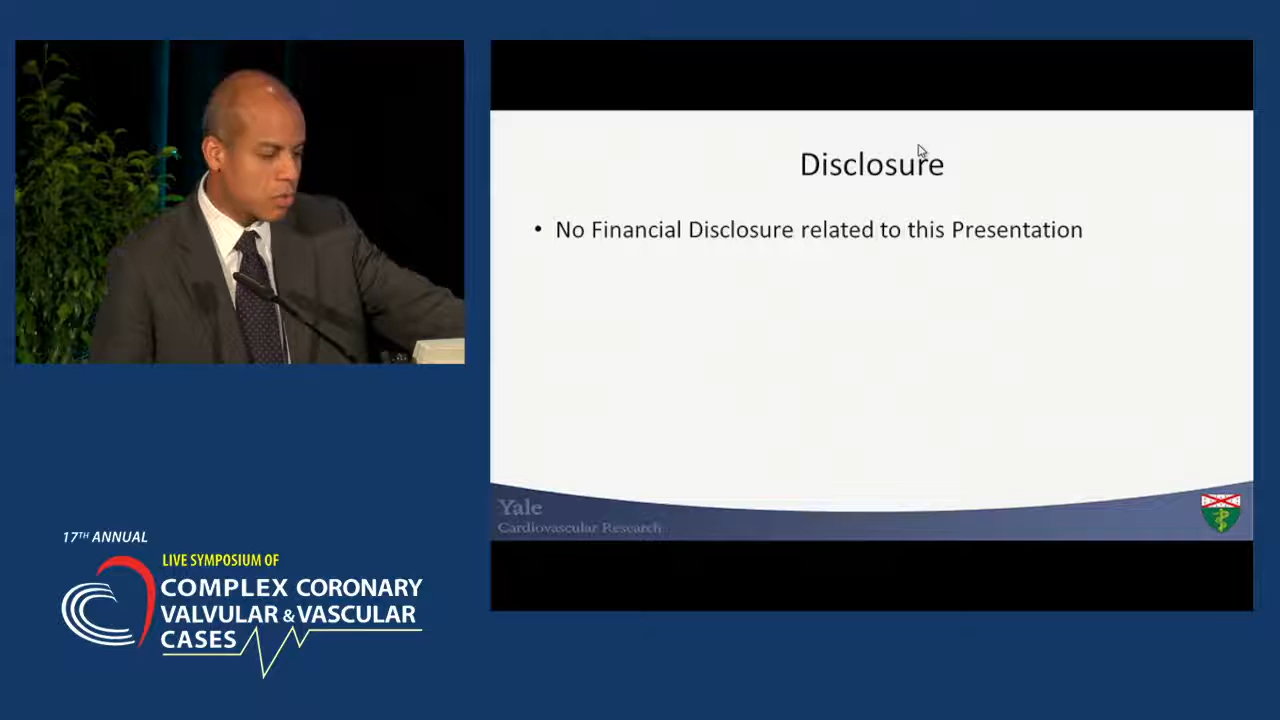 Disclosure
• No Financial Disclosure related to this Presentation
Yale
Cardiovascular Research
17TH ANNUAL
LIVE SYMPOSIUM OF
COMPLEX CORONARY
VALVULAR & VASCULAR
CASES